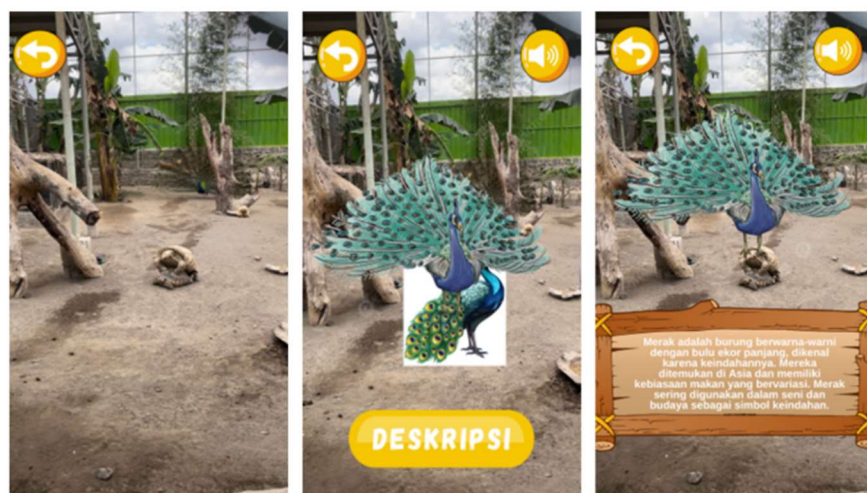 DESKRIPSI
Merak adalah burung berwarna-warni
dengan bulu ekor panjang, dikenal
karena keindahannya. Mereka
ditemukan di Asia dan memiliki
kebiasaan makan yang bervariasi. Merak
sering digunakan dalam seni dan
budaya sebagai simbol keindahan.